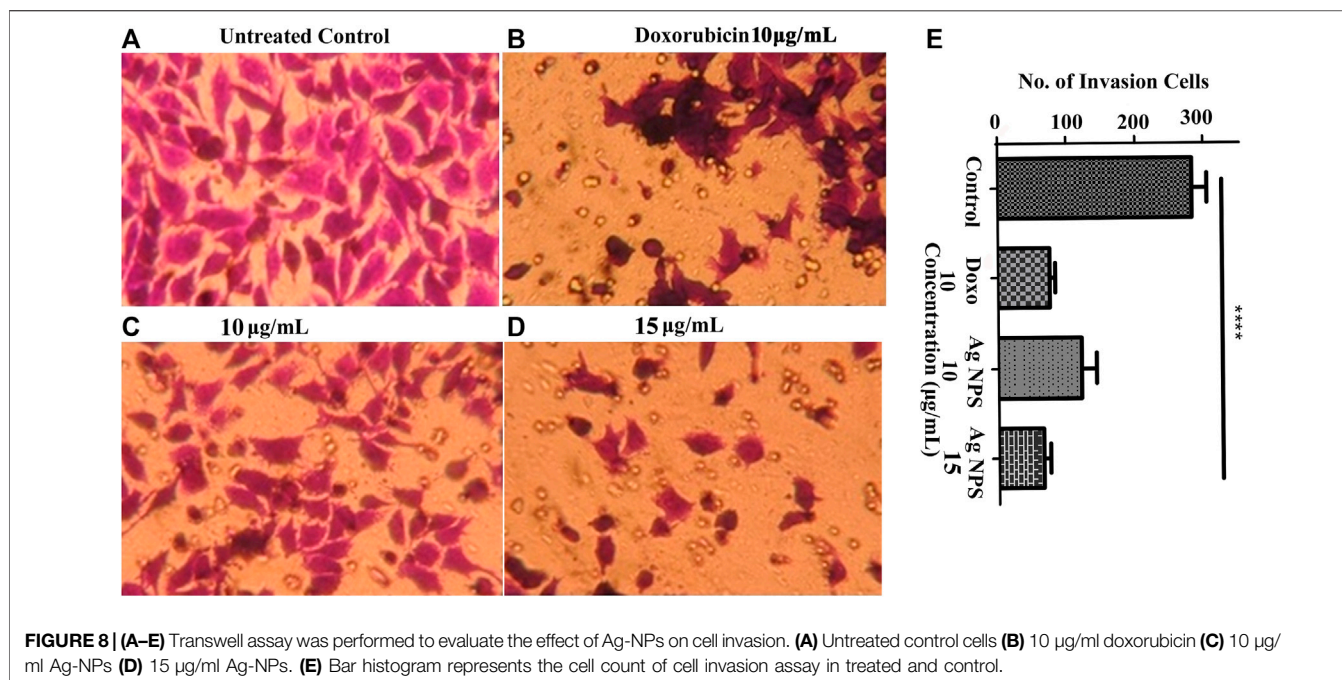 A
Untreated Control
B
Doxorubicin 10µg/mL
C
10 µg/mL
D
15 µg/mL
E
No. of Invasion Cells
0 100 200 300
Control
Doxo
10
Ag NPS
10
Ag NPS
15
Concentration (µg/mL)
****
FIGURE 8 | (A–E) Transwell assay was performed to evaluate the effect of Ag-NPs on cell invasion. (A) Untreated control cells (B) 10 µg/ml doxorubicin (C) 10 µg/
ml Ag-NPs (D) 15 µg/ml Ag-NPs. (E) Bar histogram represents the cell count of cell invasion assay in treated and control.